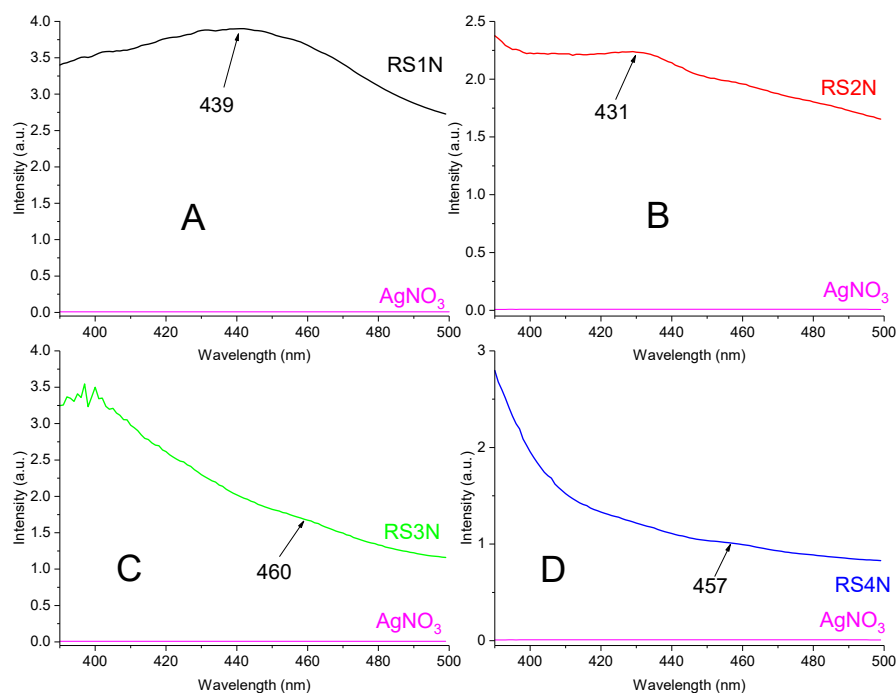 4.0
3.5
3.0
2.5
2.0
1.5
1.0
0.5
0.0
Intensity (a.u.)
RS1N
439
A
AgNO3
400 420 440 460 480 500
Wavelength (nm)
2.5
2.0
1.5
1.0
0.5
0.0
Intensity (a.u.)
RS2N
431
B
AgNO3
400 420 440 460 480 500
Wavelength (nm)
4.0
3.5
3.0
2.5
2.0
1.5
1.0
0.5
0.0
Intensity (a.u.)
RS3N
460
C
AgNO3
400 420 440 460 480 500
Wavelength (nm)
3
2
1
0
Intensity (a.u.)
457
D
RS4N
AgNO3
400 420 440 460 480 500
Wavelength (nm)